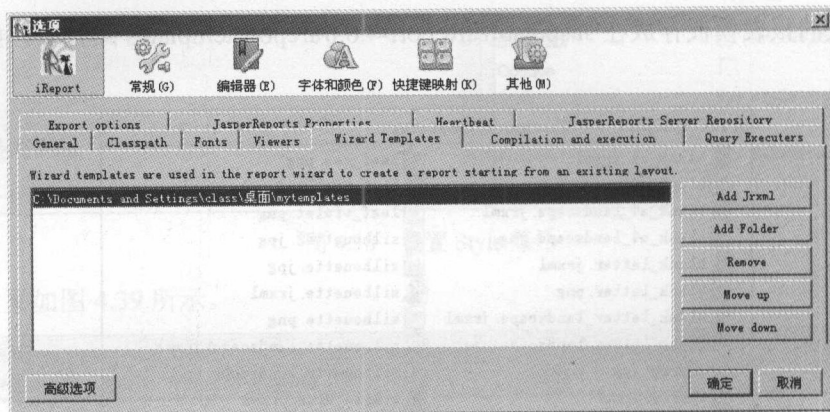 选项
iReport 常规(G) 编辑器(E) 字体和颜色(F) 快捷键映射(K) 其他(M)
Export options JasperReports Properties Heartbeat JasperReports Server Repository
General Classpath Fonts Viewers Wizard Templates Compilation and execution Query Executers
Wizard templates are used in the report wizard to create a report starting from an existing layout.
C:\Documents and Settings\class\桌面\mytemplates
Add Jrxml
Add Folder
Remove
Move up
Move down
高级选项
确定 取消